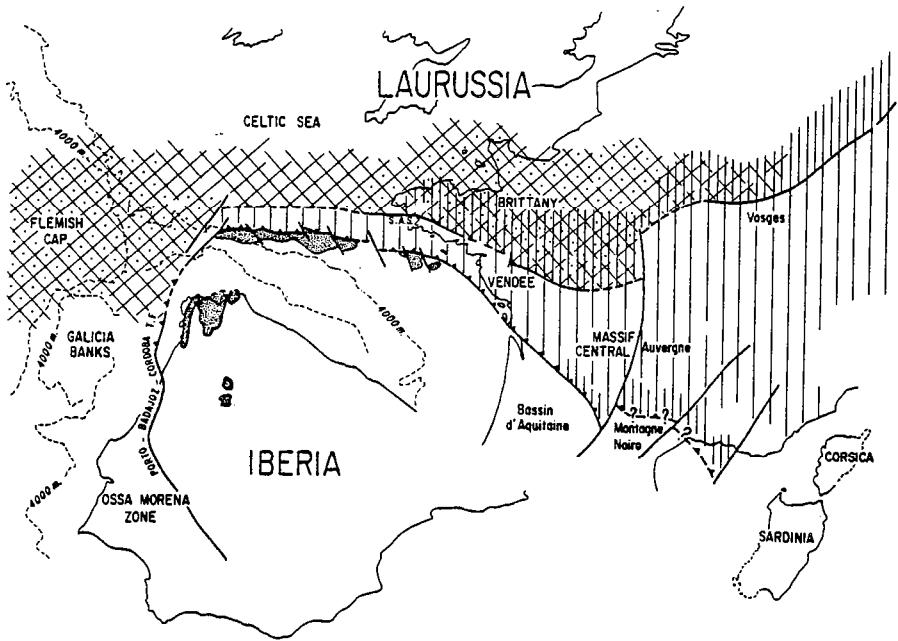 LAURUSSIA
CELTIC SEA
4000 m.
BRITTANY
FLEMISH
CAP.
S.A.S.
Vosges
VENDEE
4000 m.
GALICIA
BANKS
4000 m.
MASSIF
CENTRAL
Auvergne
PORTO - BADAJOZ - CORDOBA T.F.
Bassin
d'Aquitaine
? ?
Montagne
Noire
IBERIA
CORSICA
4000 m.
OSSA MORENA
ZONE
SARDINIA